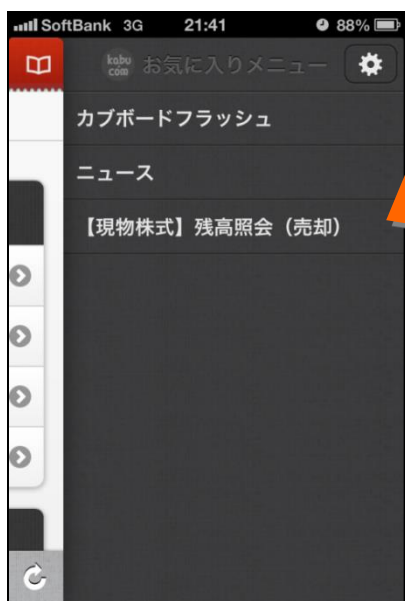 SoftBank 3G 21:41 88%
kabu
com お気に入りメニュー
カブボードフラッシュ
ニュース
【現物株式】残高照会(売却)